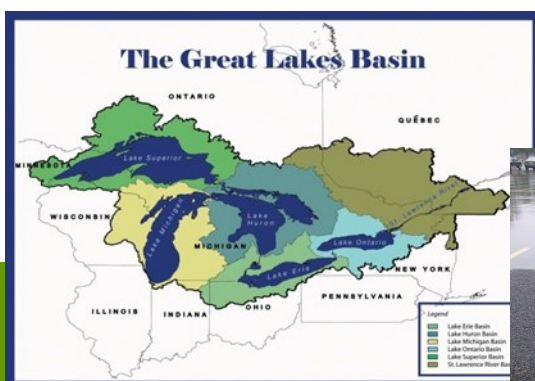 The Great Lakes Basin
ONTARIO
QUÉBEC
MINNESOTA
Lake Superior
St. Lawrence River
WISCONSIN
Lake Michigan
MICHIGAN
Lake
Huron
Lake Ontario
Lake Erie
NEW YORK
ILLINOIS
INDIANA
OHIO
PENNSYLVANIA
Legend
Lake Erie Basin
Lake Huron Basin
Lake Michigan Basin
Lake Ontario Basin
Lake Superior Basin
St. Lawrence River Bas